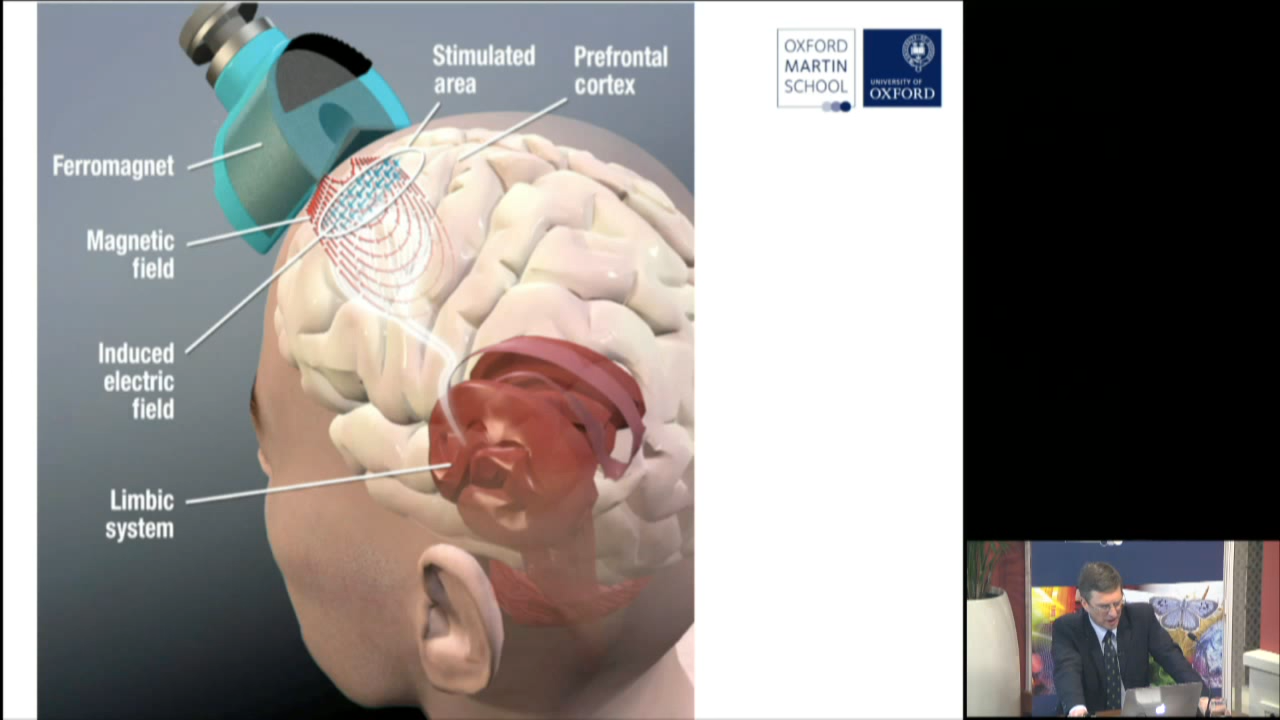 Stimulated
area
Prefrontal
cortex
Ferromagnet
Magnetic
field
Induced
electric
field
Limbic
system
OXFORD
MARTIN
SCHOOL
UNIVERSITY OF
OXFORD